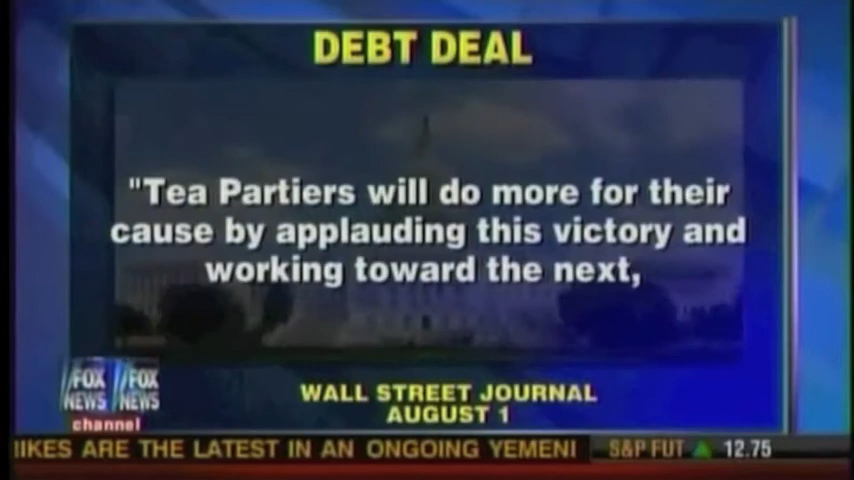 DEBT DEAL
"Tea Partiers will do more for their
cause by applauding this victory and
working toward the next,
FOX NEWS FOX NEWS
channel
WALL STREET JOURNAL
AUGUST 1
IKES ARE THE LATEST IN AN ONGOING YEMENI
S&P FUT ▲ 12.75